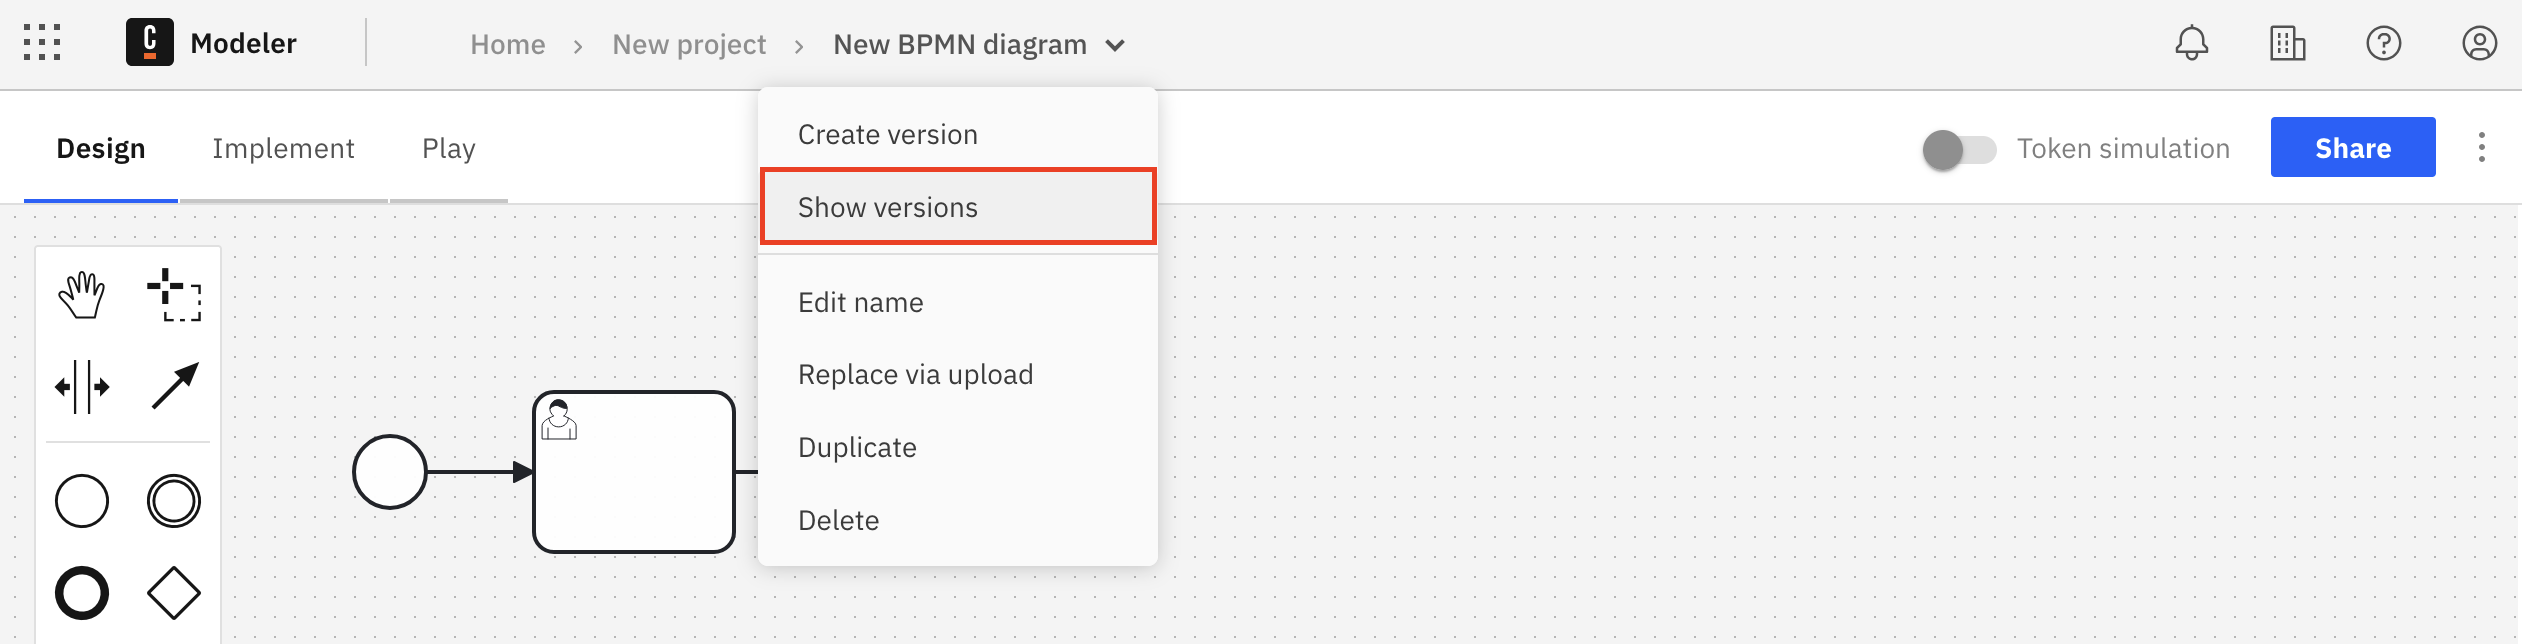 C Modeler Home › New project › New BPMN diagram
Design Implement Play Token simulation Share
Create version
Show versions
Edit name
Replace via upload
Duplicate
Delete